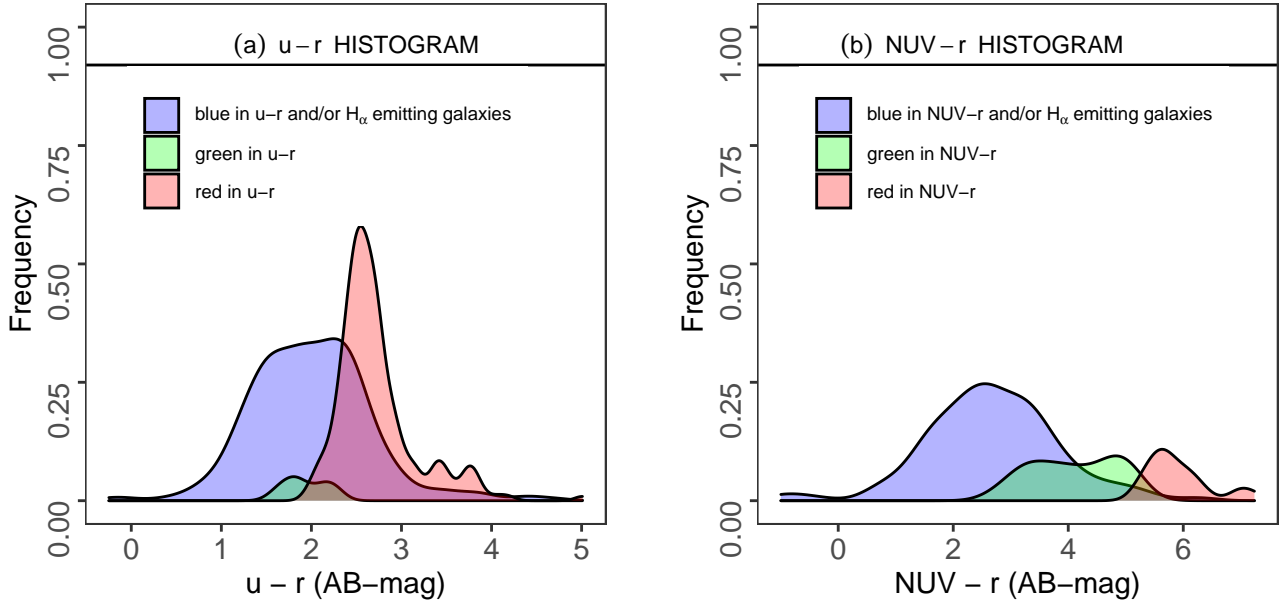 (a) u−r HISTOGRAM
blue in u−r and/or Hα emitting galaxies
green in u−r
red in u−r
Frequency
1.00
0.75
0.50
0.25
0.00
0 1 2 3 4 5
u − r (AB−mag)
(b) NUV−r HISTOGRAM
blue in NUV−r and/or Hα emitting galaxies
green in NUV−r
red in NUV−r
Frequency
1.00
0.75
0.50
0.25
0.00
0 2 4 6
NUV − r (AB−mag)